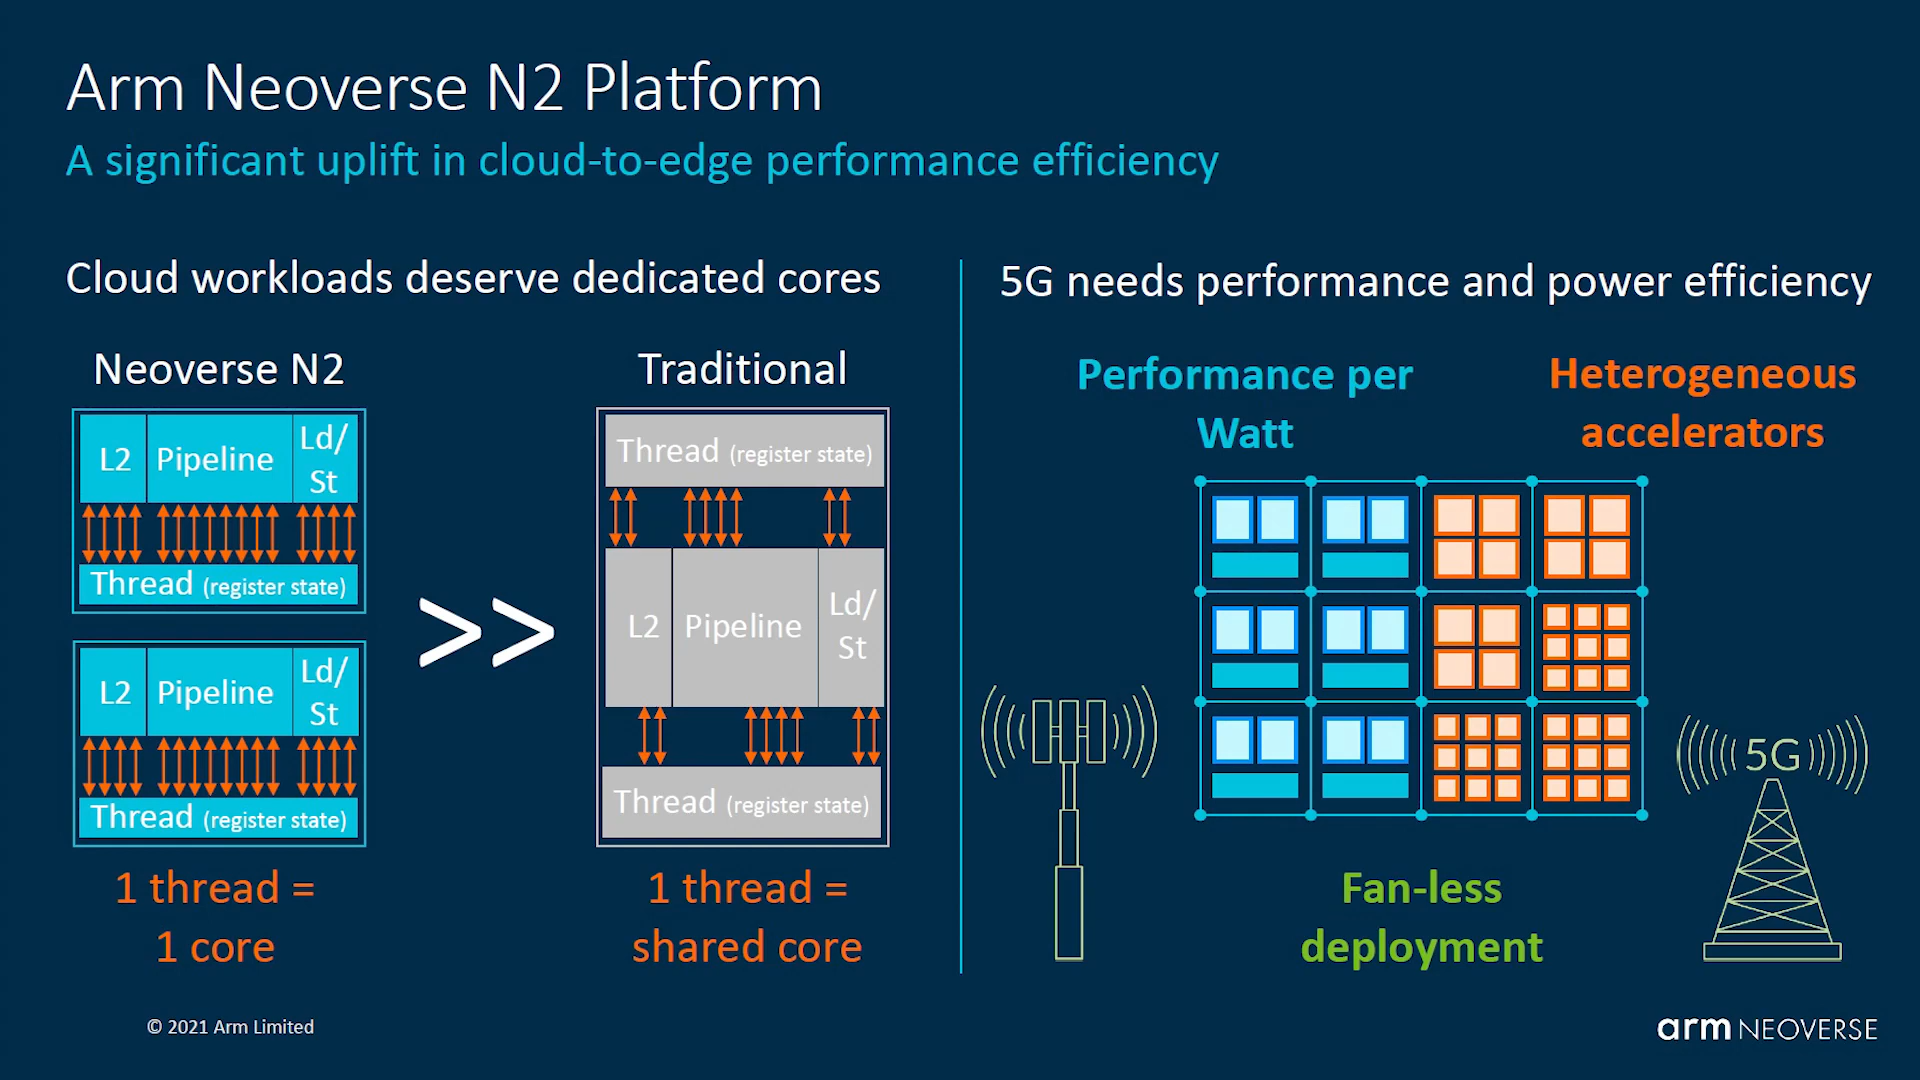 Arm Neoverse N2 Platform
A significant uplift in cloud-to-edge performance efficiency
Cloud workloads deserve dedicated cores
Neoverse N2
L2
Pipeline
Ld/
St
Thread (register state)
L2
Pipeline
Ld/
St
Thread (register state)
1 thread =
1 core
>>
Traditional
Thread (register state)
L2
Pipeline
Ld/
St
Thread (register state)
1 thread =
shared core
5G needs performance and power efficiency
Performance per
Watt
Heterogeneous
accelerators
5G
Fan-less
deployment
© 2021 Arm Limited
arm NEOVERSE